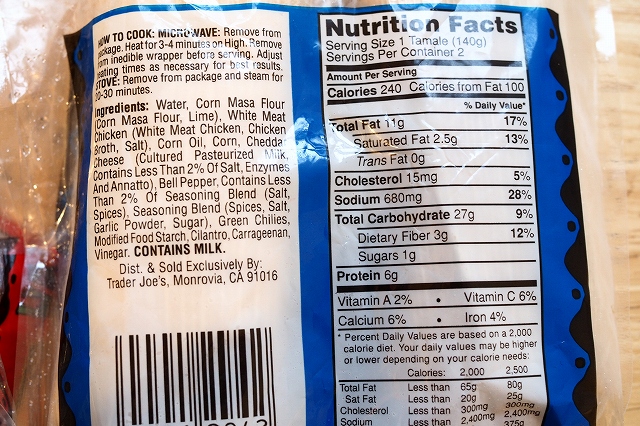 HOW TO COOK: MICROWAVE: Remove from
package. Heat for 3-4 minutes on High. Remove
from inedible wrapper before serving. Adjust
heating times as necessary for best results.
STOVE: Remove from package and steam for
20-30 minutes.
Ingredients: Water, Corn Masa Flour
(Corn Masa Flour, Lime), White Meat
Chicken (White Meat Chicken, Chicken
Broth, Salt), Corn Oil, Corn, Cheddar
Cheese (Cultured Pasteurized Milk,
Contains Less Than 2% Of Salt, Enzymes
And Annatto), Bell Pepper, Contains Less
Than 2% Of Seasoning Blend (Salt,
Spices), Seasoning Blend (Spices, Salt,
Garlic Powder, Sugar), Green Chilies,
Modified Food Starch, Cilantro, Carrageenan,
Vinegar. CONTAINS MILK.
Dist. & Sold Exclusively By:
Trader Joe's, Monrovia, CA 91016
Nutrition Facts
Serving Size 1 Tamale (140g)
Servings Per Container 2
Amount Per Serving
Calories 240 Calories from Fat 100
% Daily Value*
Total Fat 11g 17%
Saturated Fat 2.5g 13%
Trans Fat 0g
Cholesterol 15mg 5%
Sodium 680mg 28%
Total Carbohydrate 27g 9%
Dietary Fiber 3g 12%
Sugars 1g
Protein 6g
Vitamin A 2% • Vitamin C 6%
Calcium 6% • Iron 4%
* Percent Daily Values are based on a 2,000
calorie diet. Your daily values may be higher
or lower depending on your calorie needs:
Calories: 2,000 2,500
Total Fat Less than 65g 80g
Sat Fat Less than 20g 25g
Cholesterol Less than 300mg 300mg
Sodium Less than 2,400mg 2,400mg
375g